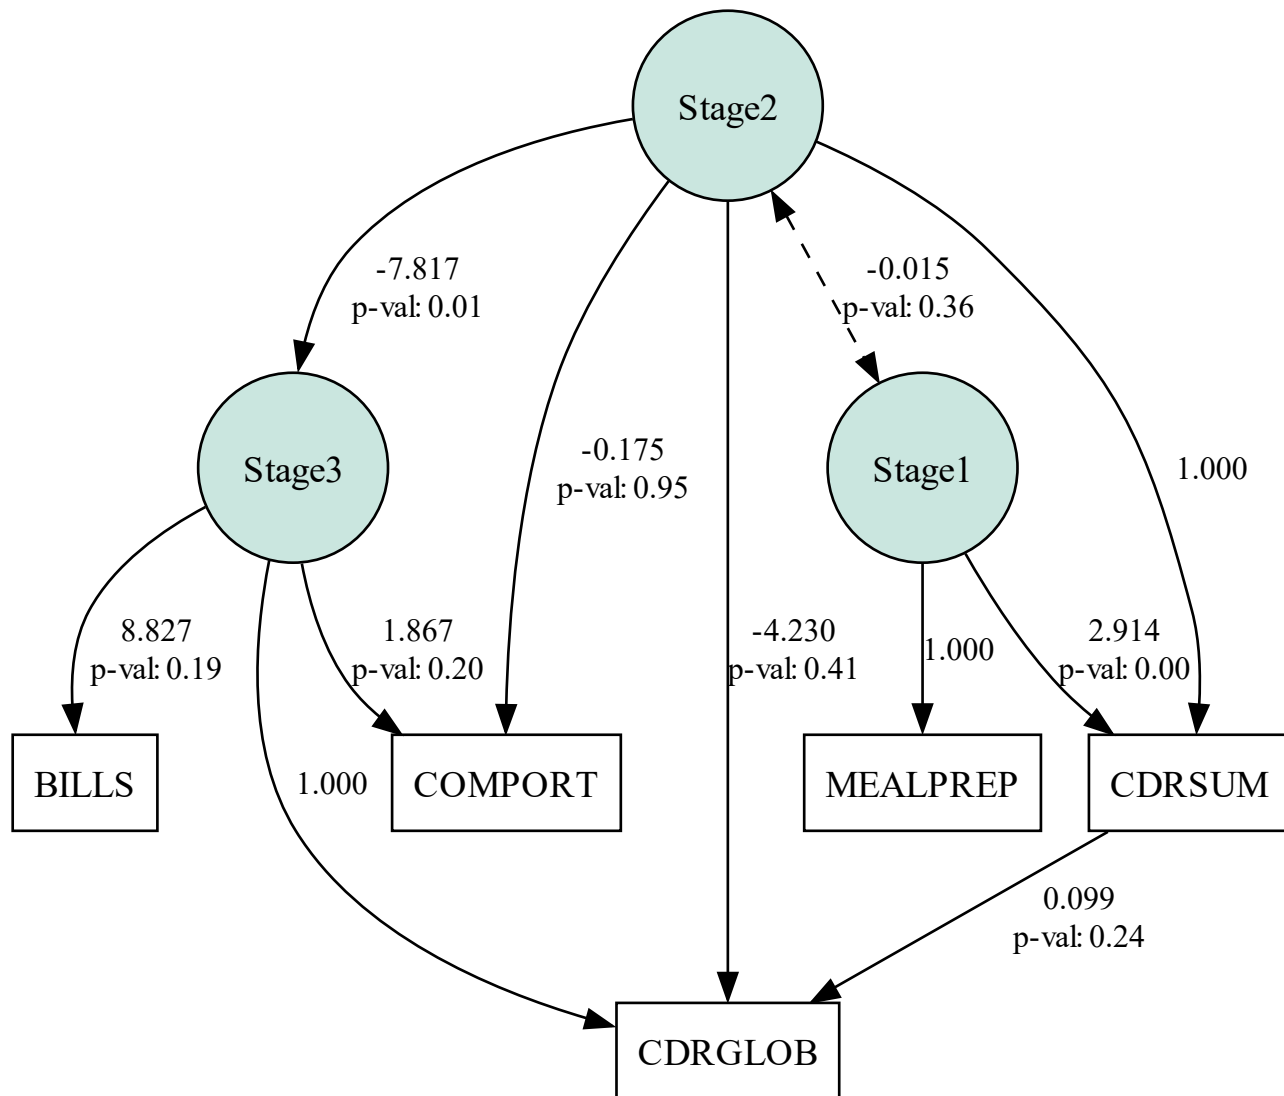 Stage2
-7.817
p-val: 0.01
-0.015
p-val: 0.36
Stage3
-0.175
p-val: 0.95
Stage1
1.000
8.827
p-val: 0.19
1.867
p-val: 0.20
-4.230
p-val: 0.41
1.000
2.914
p-val: 0.00
BILLS
1.000
COMPORT
MEALPREP
CDRSUM
0.099
p-val: 0.24
CDRGLOB